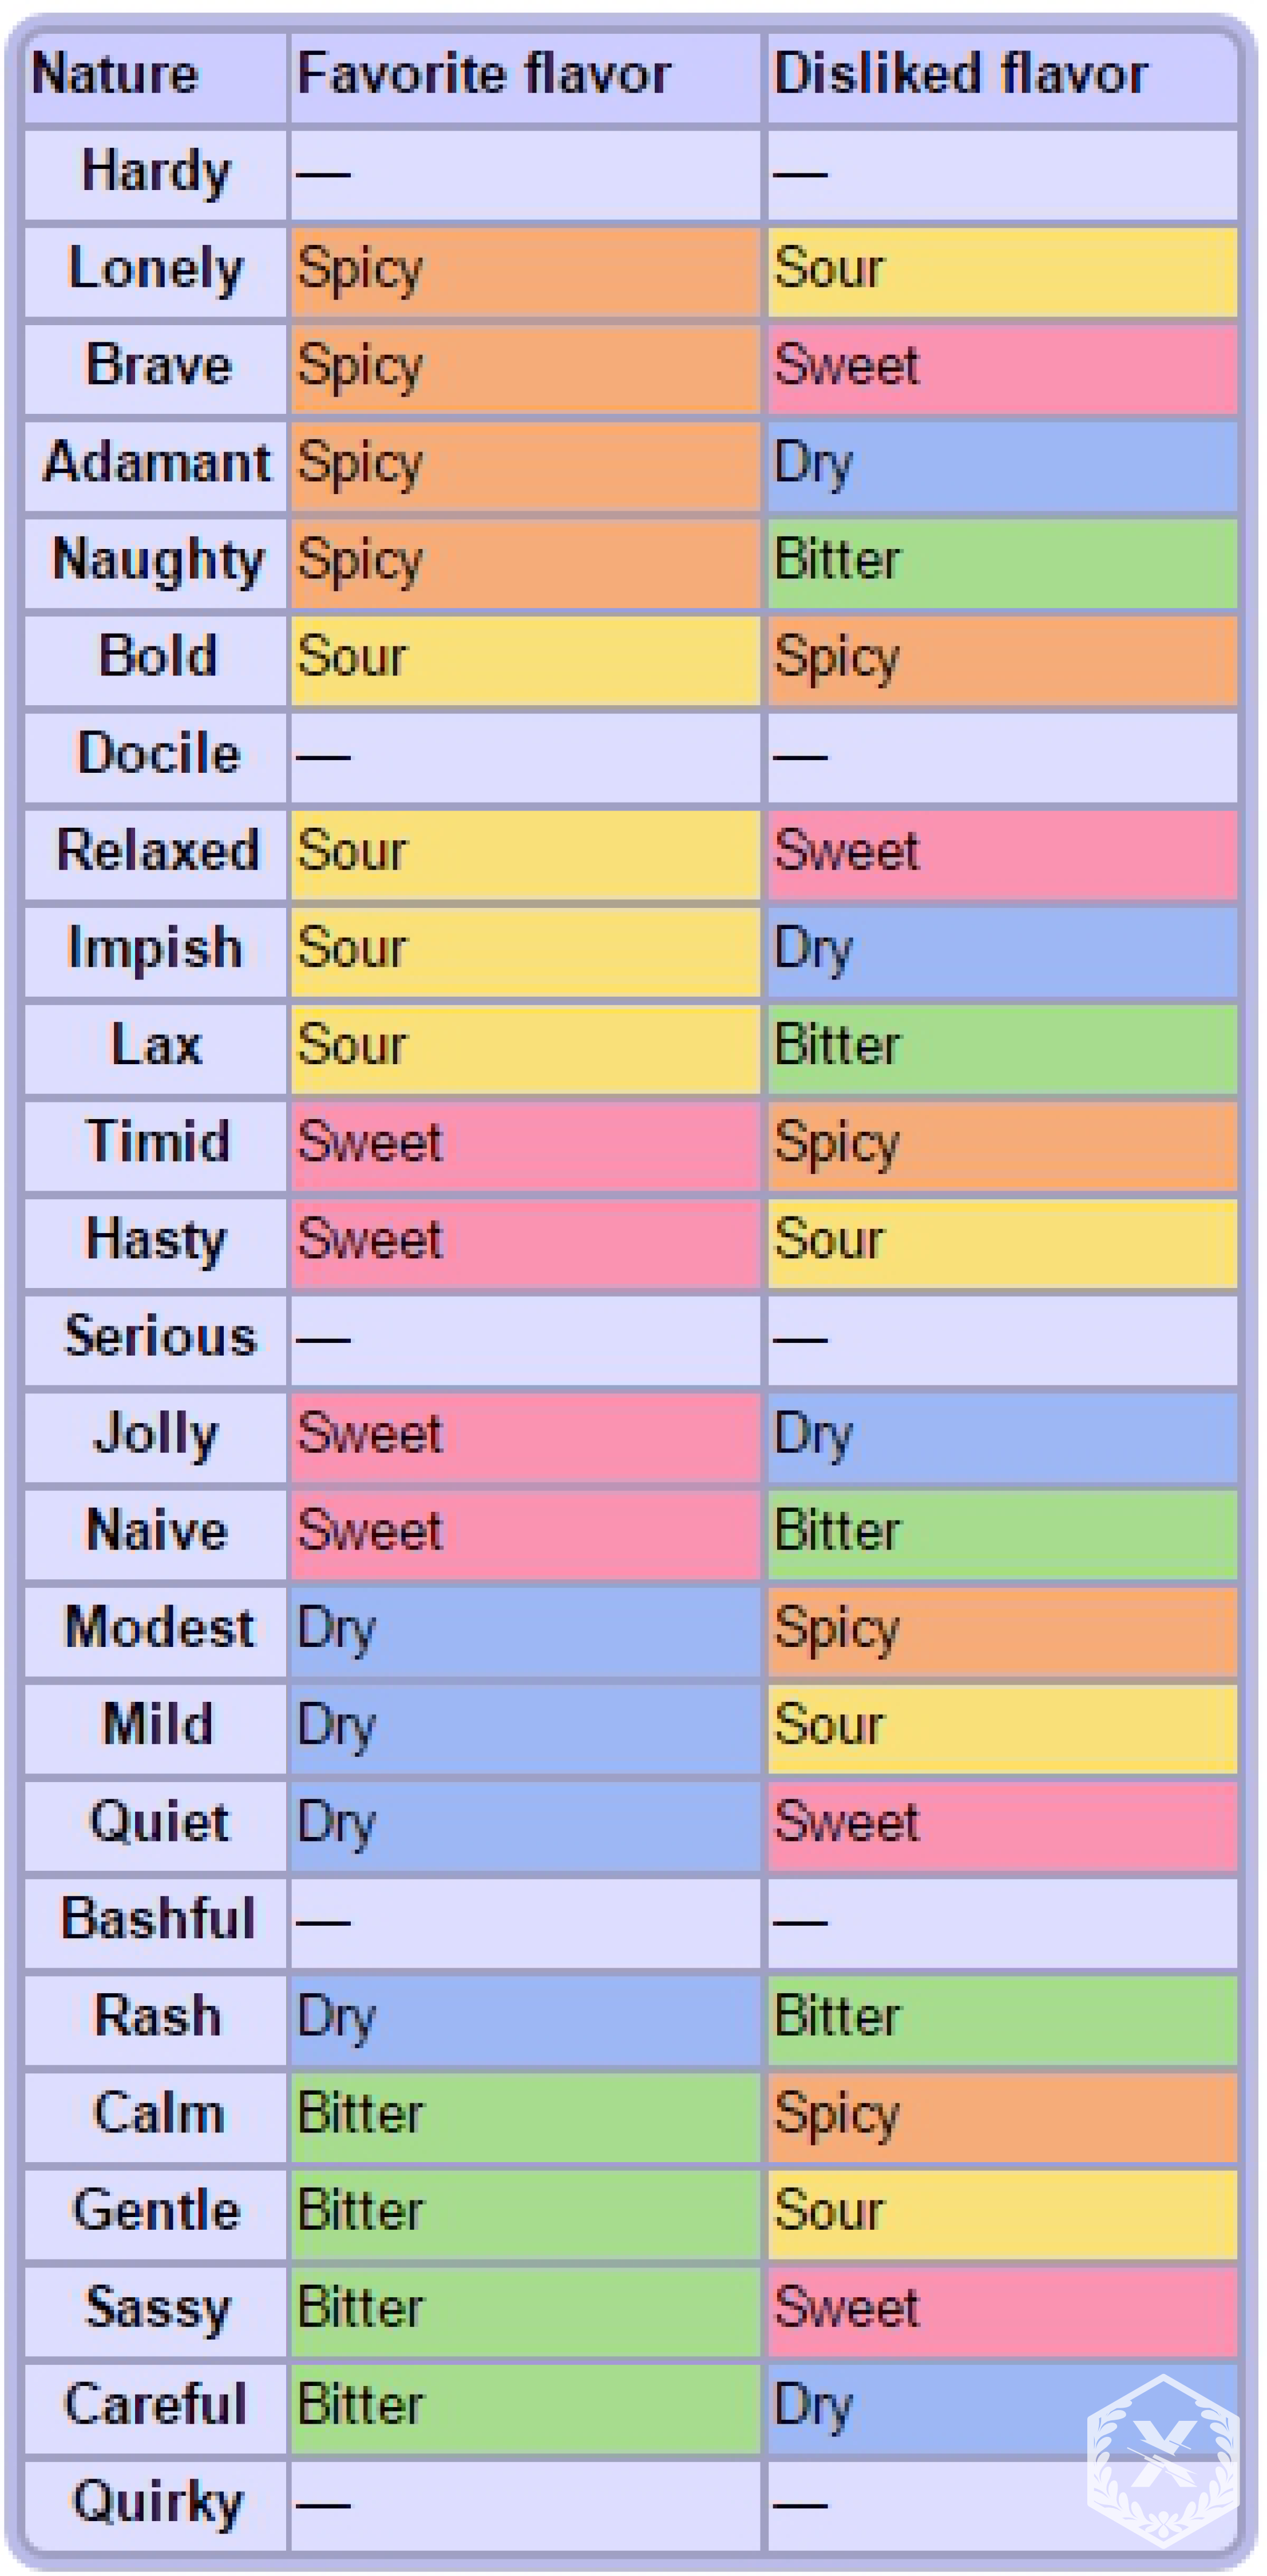 Nature Favorite flavor Disliked flavor
Hardy — —
Lonely Spicy Sour
Brave Spicy Sweet
Adamant Spicy Dry
Naughty Spicy Bitter
Bold Sour Spicy
Docile — —
Relaxed Sour Sweet
Impish Sour Dry
Lax Sour Bitter
Timid Sweet Spicy
Hasty Sweet Sour
Serious — —
Jolly Sweet Dry
Naive Sweet Bitter
Modest Dry Spicy
Mild Dry Sour
Quiet Dry Sweet
Bashful — —
Rash Dry Bitter
Calm Bitter Spicy
Gentle Bitter Sour
Sassy Bitter Sweet
Careful Bitter Dry
Quirky — —
X